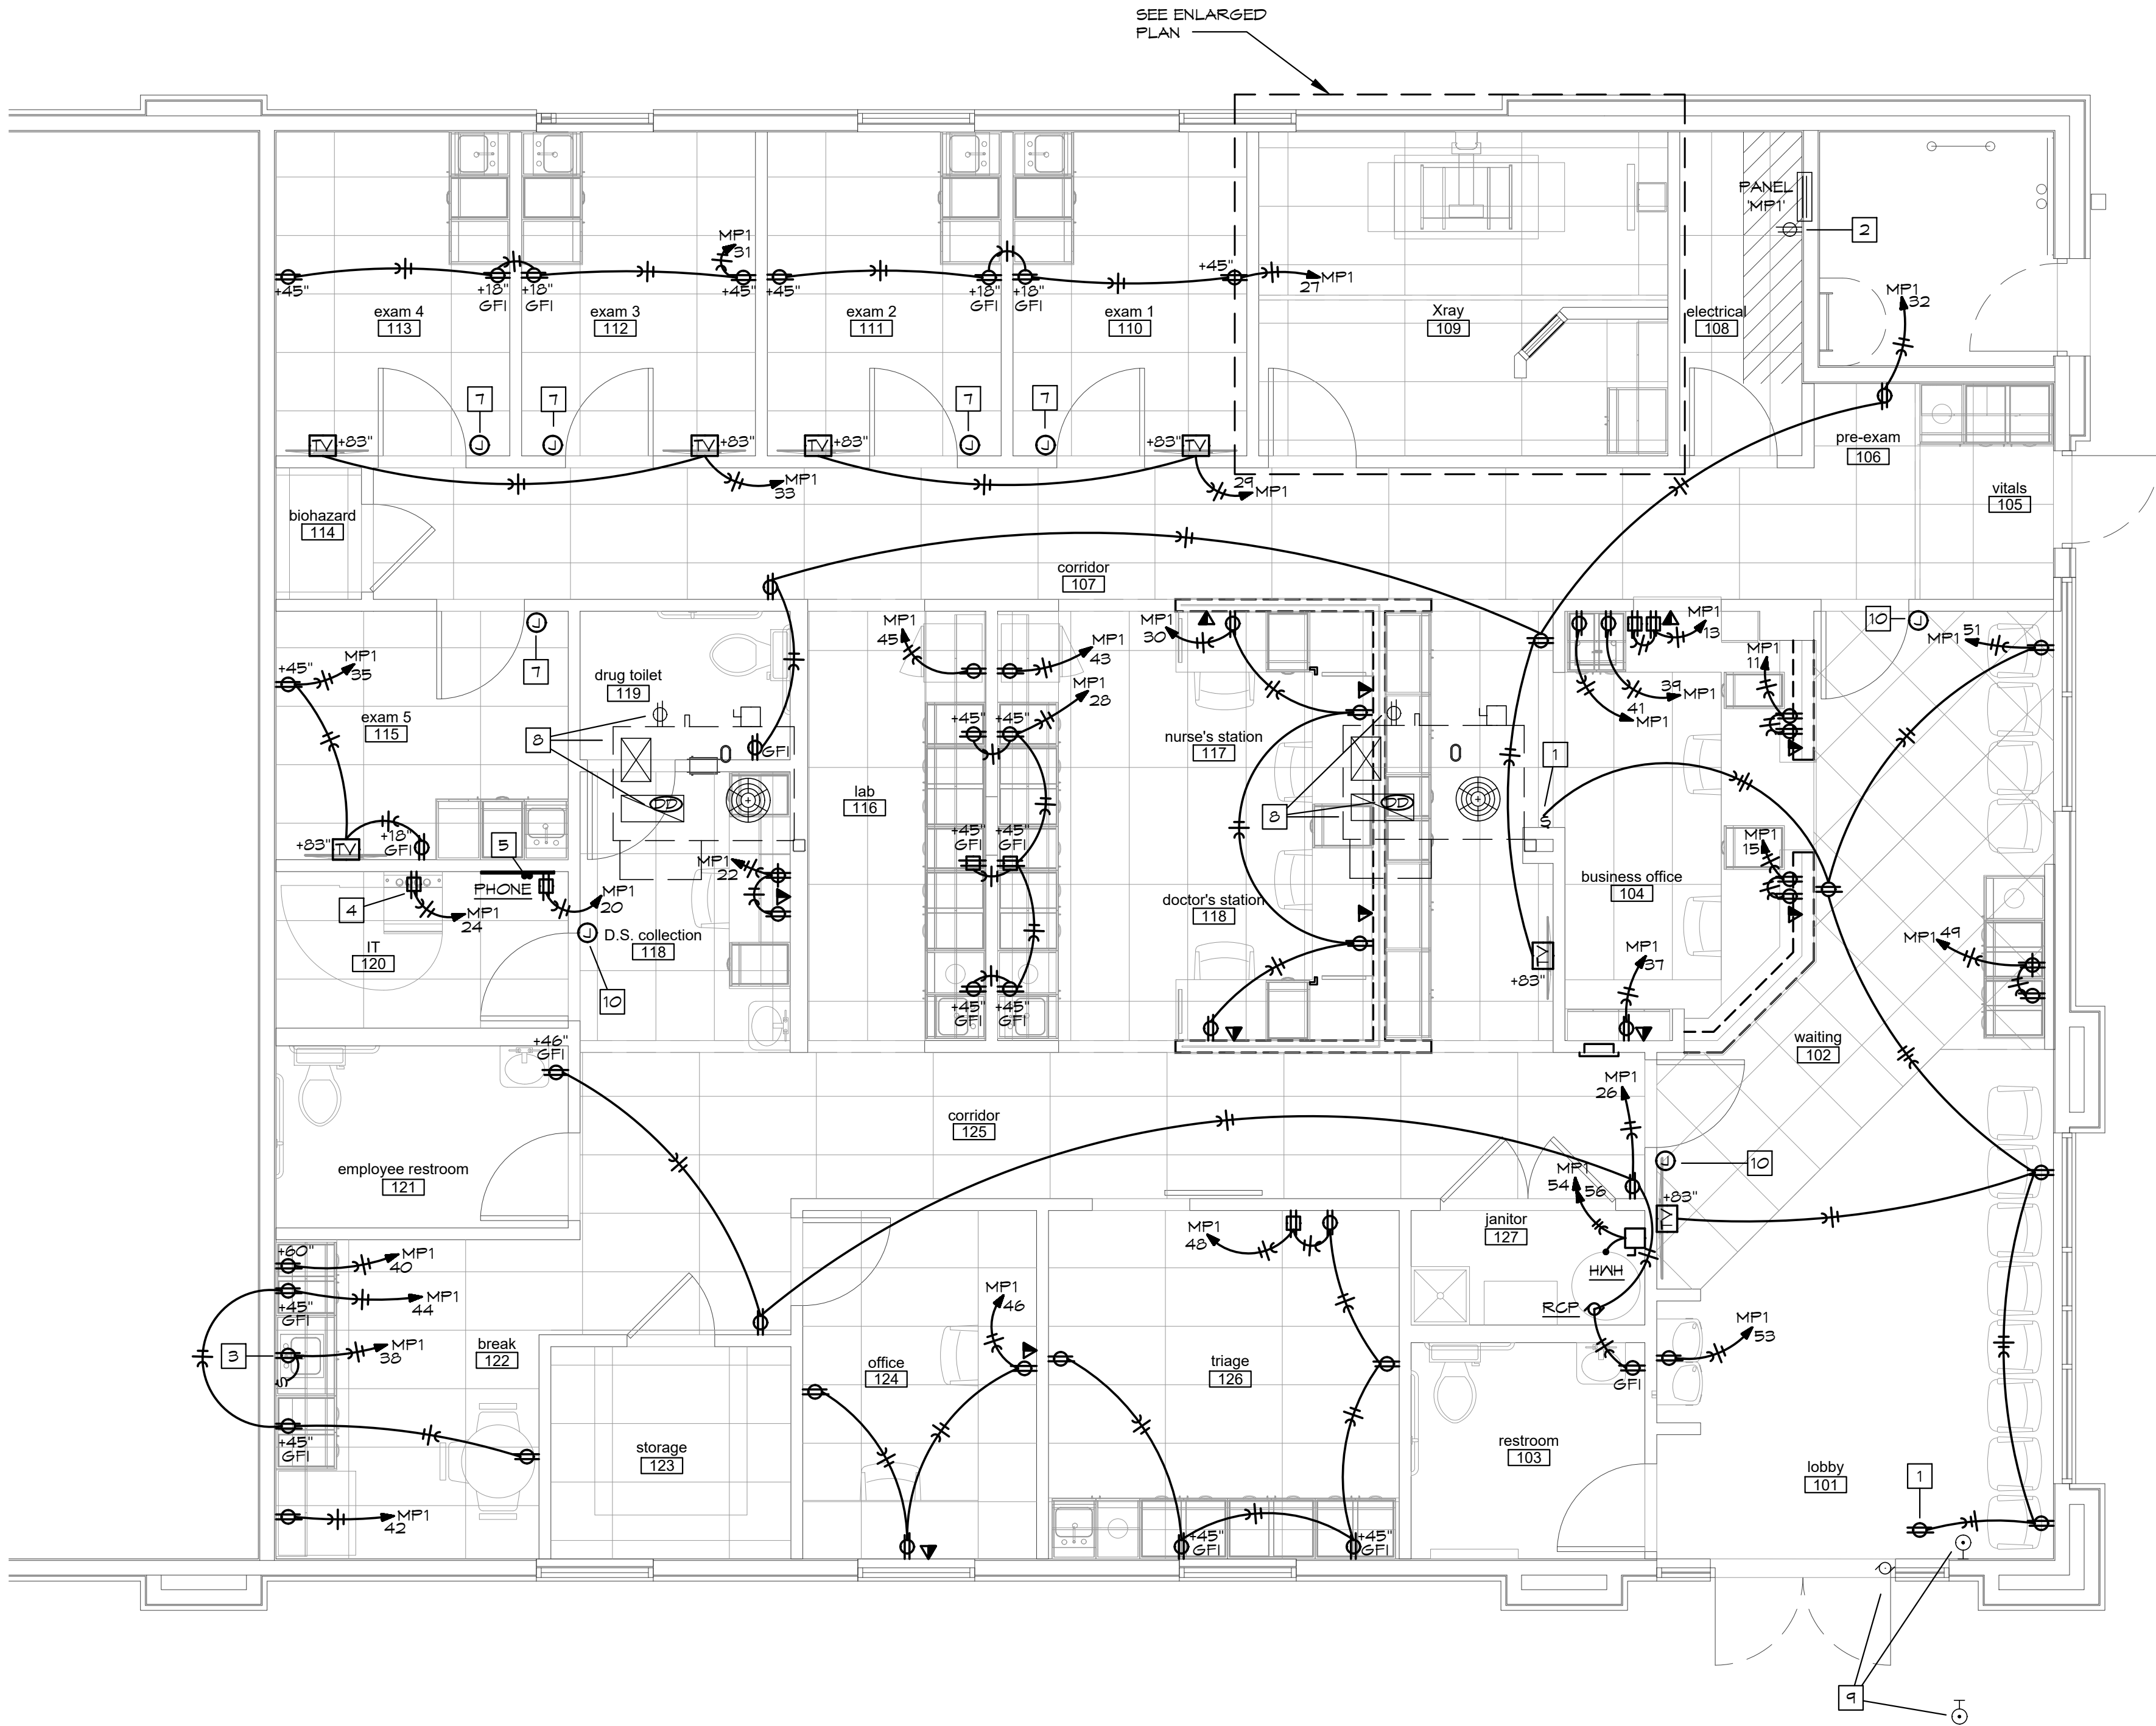 SEE ENLARGED
PLAN
PANEL
'MP1'
2
MP1
31
+45"
+18"
GFI
+18"
GFI
+45"
+45"
+18"
GFI
+18"
GFI
+45"
MP1
27
MP1
32
exam 4
113
exam 3
112
exam 2
111
exam 1
110
Xray
109
electrical
108
7
7
7
7
TV
+83"
TV
+83"
TV
+83"
+83"
TV
pre-exam
106
MP1
33
29
MP1
vitals
105
biohazard
114
corridor
107
MP1
45
MP1
43
MP1
30
MP1
13
10
MP1
51
MP1
11
+45"
MP1
35
7
drug toilet
119
MP1
28
39
MP1
41
MP1
exam 5
115
8
GFI
+45"
+45"
nurse's station
117
1
DD
lab
116
DD
8
S
+83"
TV
+18"
GFI
5
+45"
GFI
+45"
GFI
MP1
15
MP1
22
business office
104
PHONE
4
MP1
24
MP1
20
doctor's station
118
IT
120
D.S. collection
118
MP1
37
MP1
49
TV
+83"
10
+45"
GFI
+45"
GFI
+46"
GFI
waiting
102
MP1
26
corridor
125
employee restroom
121
10
MP1
54
56
+83"
TV
MP1
48
janitor
127
+60"
MP1
40
HWH
+45"
GFI
MP1
44
MP1
46
RCP
MP1
53
3
MP1
38
S
break
122
office
124
triage
126
GFI
+45"
GFI
storage
123
restroom
103
lobby
101
1
MP1
42
+45"
GFI
+45"
GFI
9